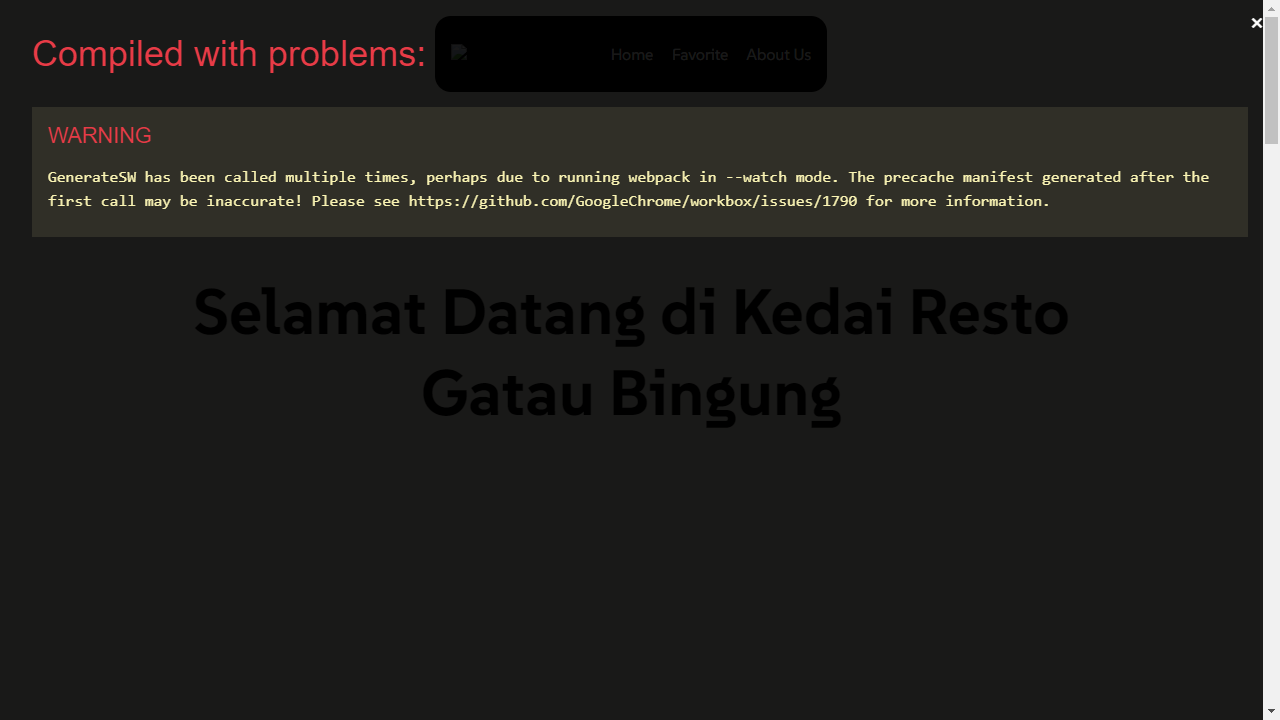 Compiled with problems:
Home Favorite About Us
×
WARNING
GenerateSW has been called multiple times, perhaps due to running webpack in --watch mode. The precache manifest generated after the
first call may be inaccurate! Please see https://github.com/GoogleChrome/workbox/issues/1790 for more information.
Selamat Datang di Kedai Resto
Gatau Bingung